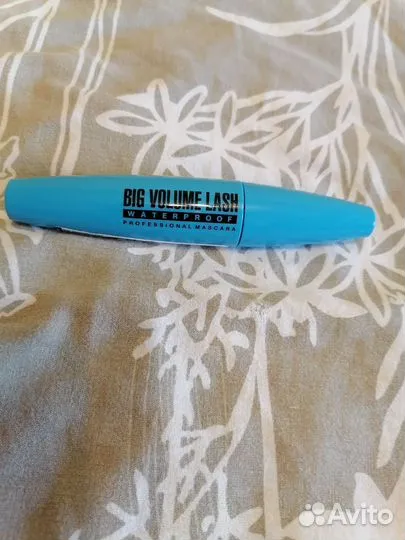 BIG VOLUME LASH
WATERPROOF
PROFESSIONAL MASCARA
Avito